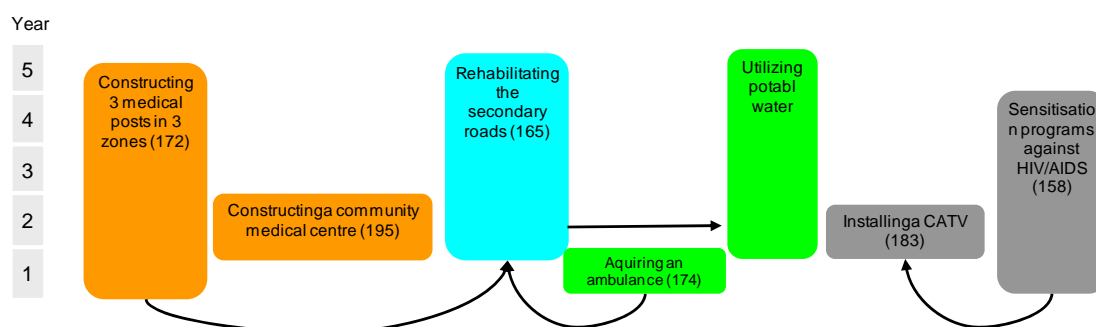 Year
5
4
3
2
1
Constructing
3 medical
posts in 3
zones (172)
Constructinga community
medical centre (195)
Rehabilitating
the
secondary
roads (165)
Aquiring an
ambulance (174)
Utilizing
potabl
water
Installinga CATV
(183)
Sensitisatio
n programs
against
HIV/AIDS
(158)